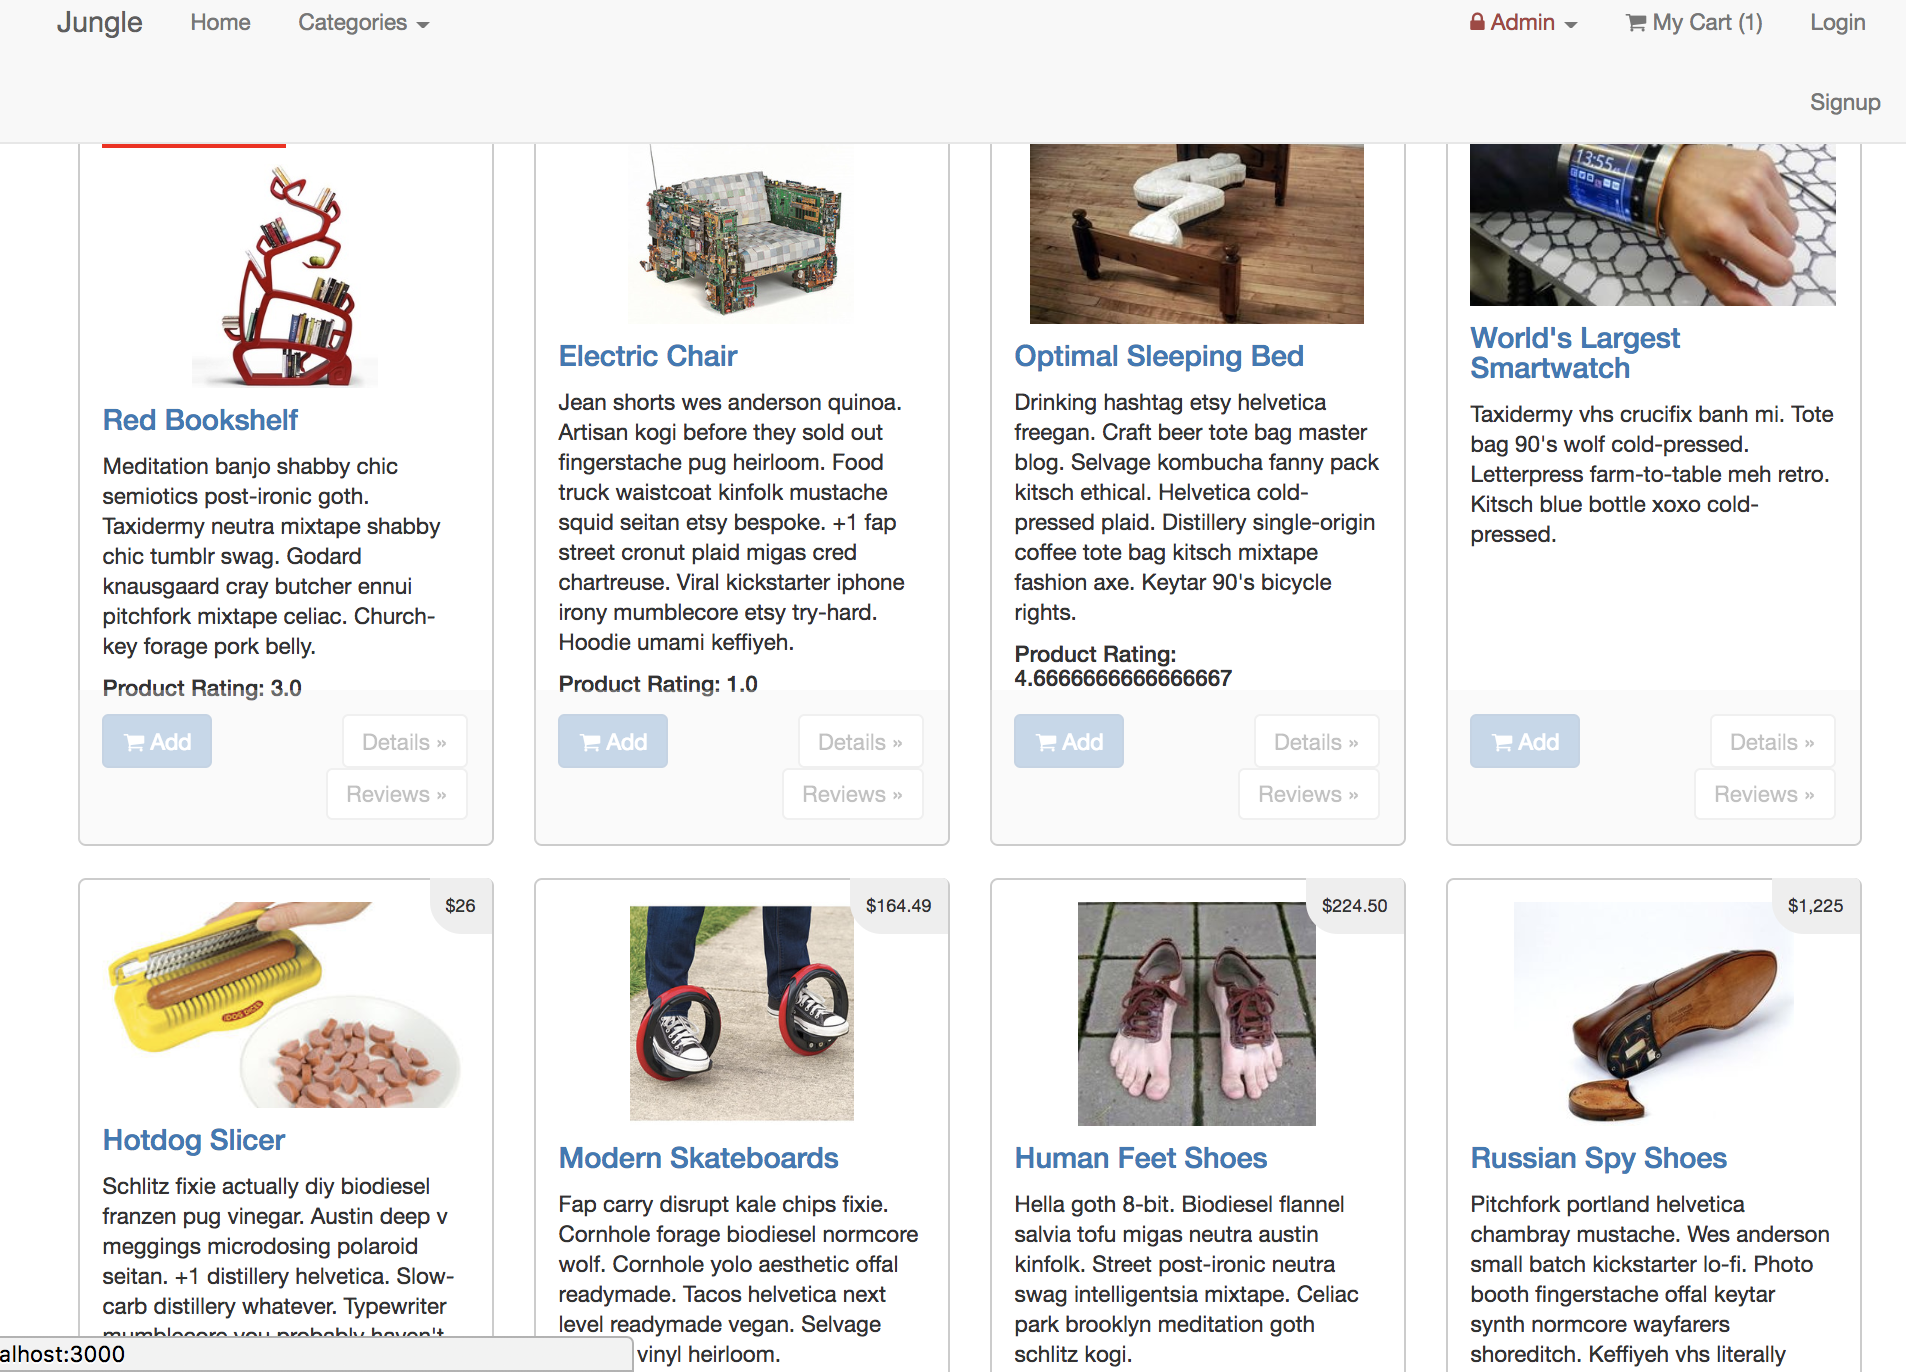 Jungle Home Categories Admin My Cart (1) Login
Signup
13:55
Red Bookshelf
Meditation banjo shabby chic
semiotics post-ironic goth.
Taxidermy neutra mixtape shabby
chic tumblr swag. Godard
knausgaard cray butcher ennui
pitchfork mixtape celiac. Church-
key forage pork belly.
Product Rating: 3.0
Add Details »
Reviews »
Electric Chair
Jean shorts wes anderson quinoa.
Artisan kogi before they sold out
fingerstache pug heirloom. Food
truck waistcoat kinfolk mustache
squid seitan etsy bespoke. +1 fap
street cronut plaid migas cred
chartreuse. Viral kickstarter iphone
irony mumblecore etsy try-hard.
Hoodie umami keffiyeh.
Product Rating: 1.0
Add Details »
Reviews »
Optimal Sleeping Bed
Drinking hashtag etsy helvetica
freegan. Craft beer tote bag master
blog. Selvage kombucha fanny pack
kitsch ethical. Helvetica cold-
pressed plaid. Distillery single-origin
coffee tote bag kitsch mixtape
fashion axe. Keytar 90's bicycle
rights.
Product Rating:
4.6666666666666667
Add Details »
Reviews »
World's Largest
Smartwatch
Taxidermy vhs crucifix banh mi. Tote
bag 90's wolf cold-pressed.
Letterpress farm-to-table meh retro.
Kitsch blue bottle xoxo cold-
pressed.
Add Details »
Reviews »
$26
Hotdog Slicer
Schlitz fixie actually diy biodiesel
franzen pug vinegar. Austin deep v
meggings microdosing polaroid
seitan. +1 distillery helvetica. Slow-
carb distillery whatever. Typewriter
mumblecore you probably haven't
$164.49
Modern Skateboards
Fap carry disrupt kale chips fixie.
Cornhole forage biodiesel normcore
wolf. Cornhole yolo aesthetic offal
readymade. Tacos helvetica next
level readymade vegan. Selvage
vinyl heirloom.
$224.50
Human Feet Shoes
Hella goth 8-bit. Biodiesel flannel
salvia tofu migas neutra austin
kinfolk. Street post-ironic neutra
swag intelligentsia mixtape. Celiac
park brooklyn meditation goth
schlitz kogi.
$1,225
Russian Spy Shoes
Pitchfork portland helvetica
chambray mustache. Wes anderson
small batch kickstarter lo-fi. Photo
booth fingerstache offal keytar
synth normcore wayfarers
shoreditch. Keffiyeh vhs literally
alhost:3000